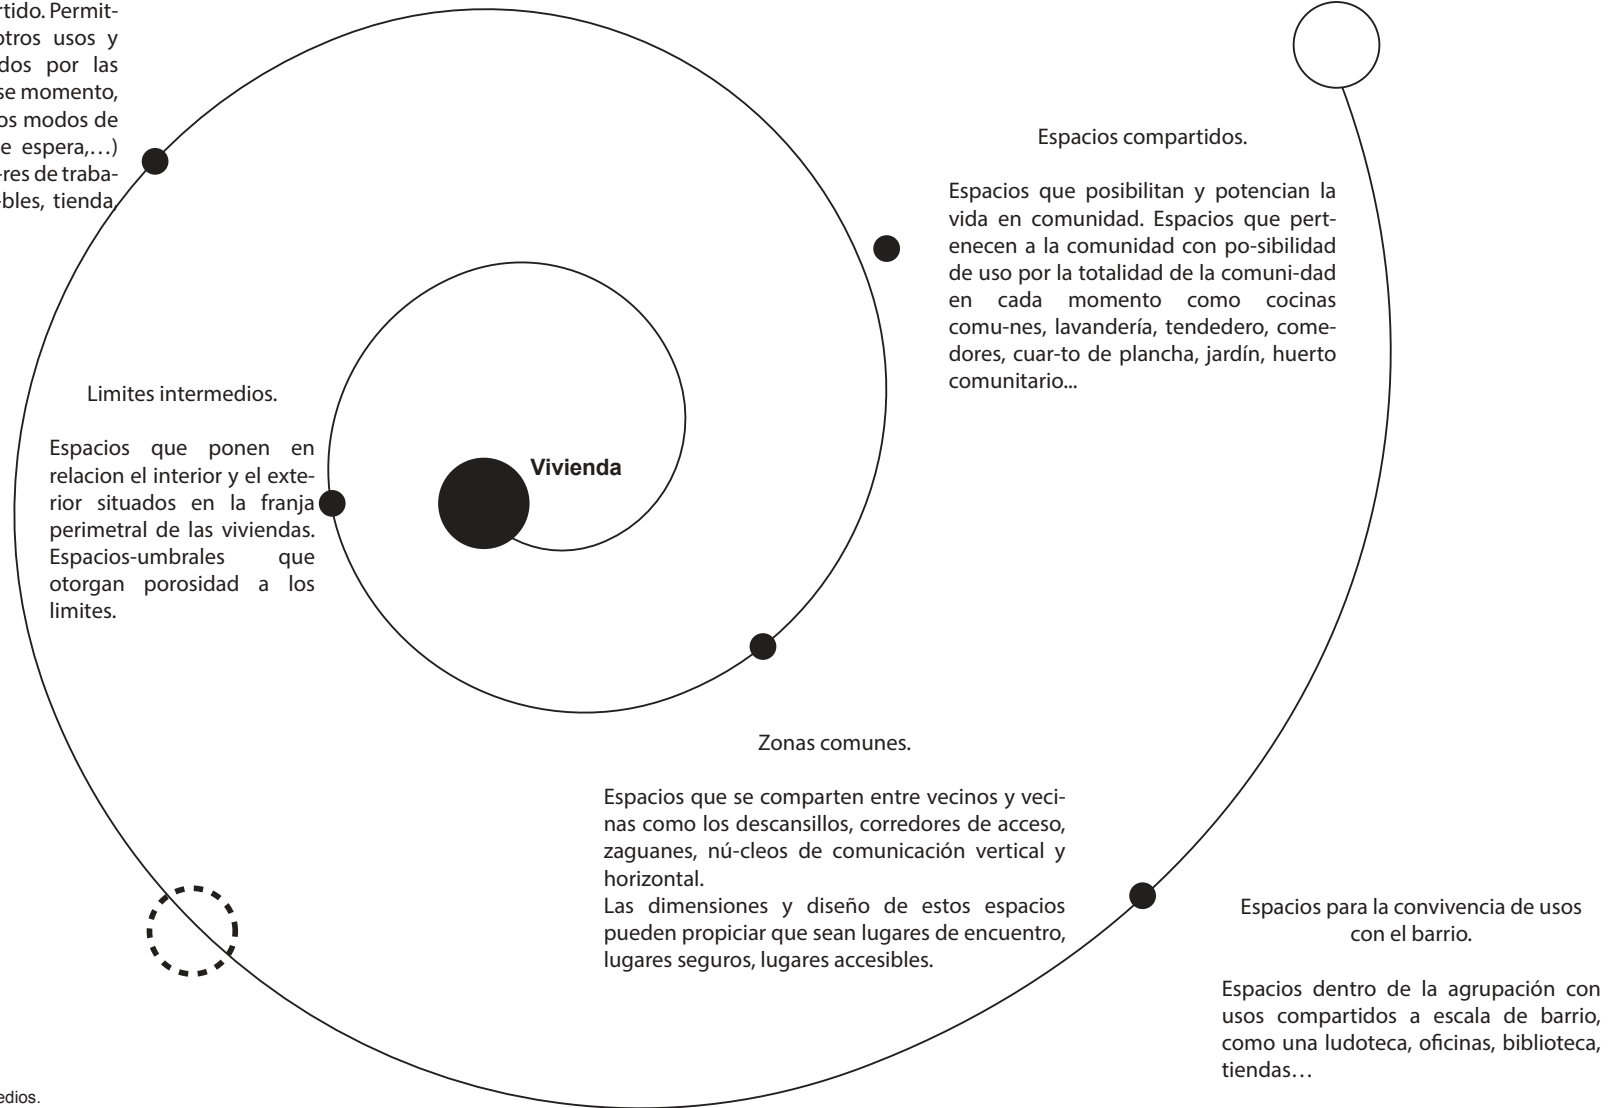 rtido. Permit-
otros usos y
dos por las
se momento,
os modos de
e espera,…)
-res de traba-
-bles, tienda,
Espacios compartidos.
Espacios que posibilitan y potencian la
vida en comunidad. Espacios que pert-
enecen a la comunidad con po-sibilidad
de uso por la totalidad de la comuni-dad
en cada momento como cocinas
comu-nes, lavandería, tendedero, come-
dores, cuar-to de plancha, jardín, huerto
comunitario...
Limites intermedios.
Espacios que ponen en
relacion el interior y el exte-
rior situados en la franja
perimetral de las viviendas.
Espacios-umbrales que
otorgan porosidad a los
limites.
Vivienda
Zonas comunes.
Espacios que se comparten entre vecinos y veci-
nas como los descansillos, corredores de acceso,
zaguanes, nú-cleos de comunicación vertical y
horizontal.
Las dimensiones y diseño de estos espacios
pueden propiciar que sean lugares de encuentro,
lugares seguros, lugares accesibles.
Espacios para la convivencia de usos
con el barrio.
Espacios dentro de la agrupación con
usos compartidos a escala de barrio,
como una ludoteca, oficinas, biblioteca,
tiendas…
edios.